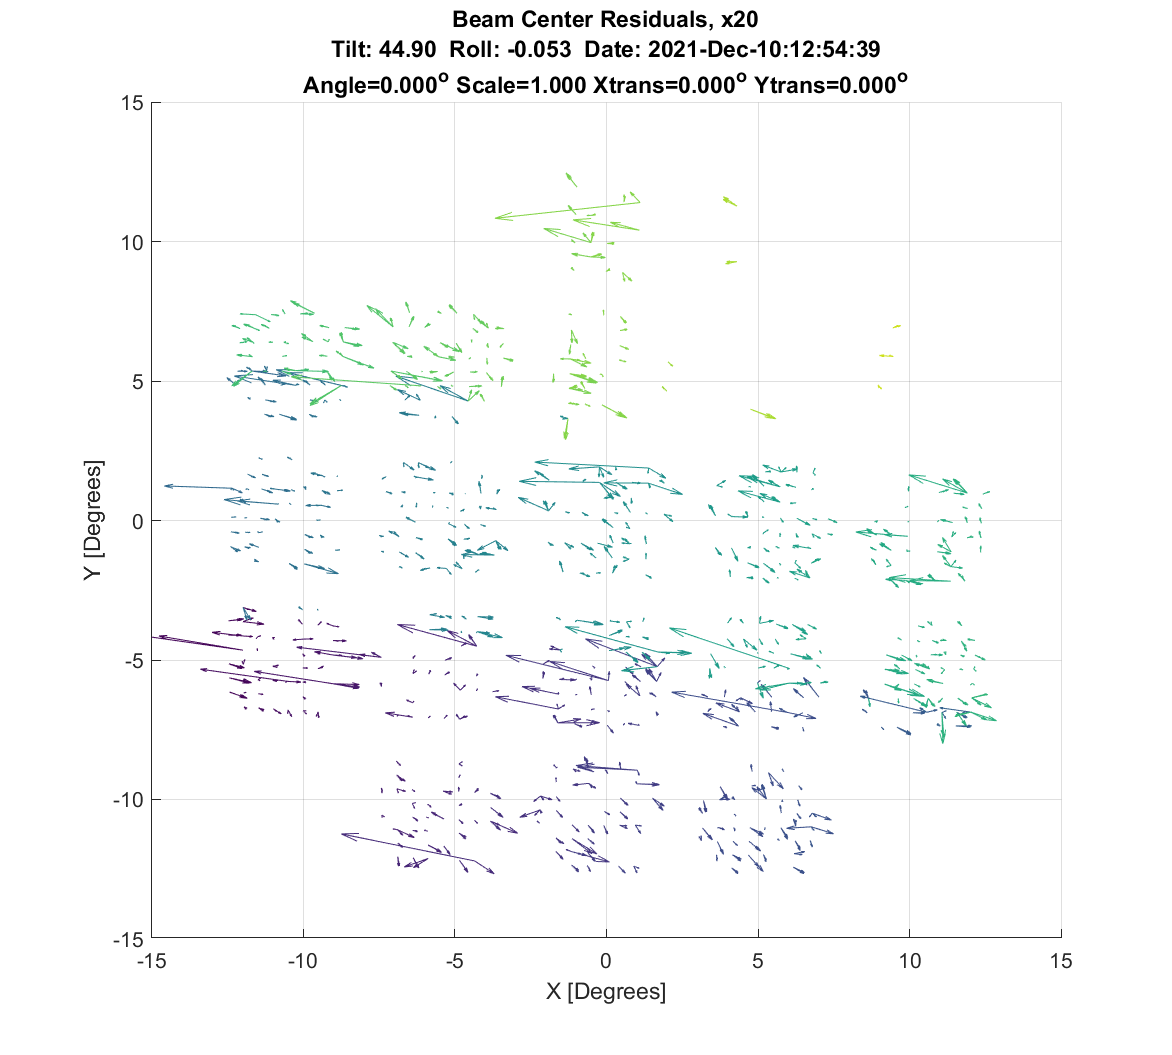 Beam Center Residuals, x20
Tilt: 44.90  Roll: -0.053  Date: 2021-Dec-10:12:54:39
Angle=0.000° Scale=1.000 Xtrans=0.000° Ytrans=0.000°
15
10
5
0
-5
-10
-15
Y [Degrees]
-15 -10 -5 0 5 10 15
X [Degrees]